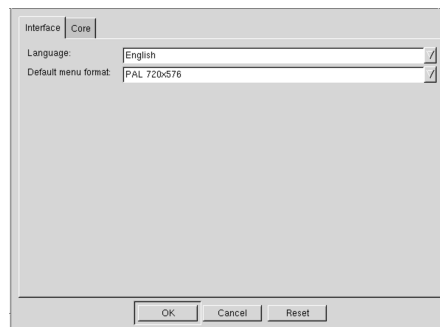 Interface Core
Language: English
Default menu format: PAL 720x576
OK Cancel Reset